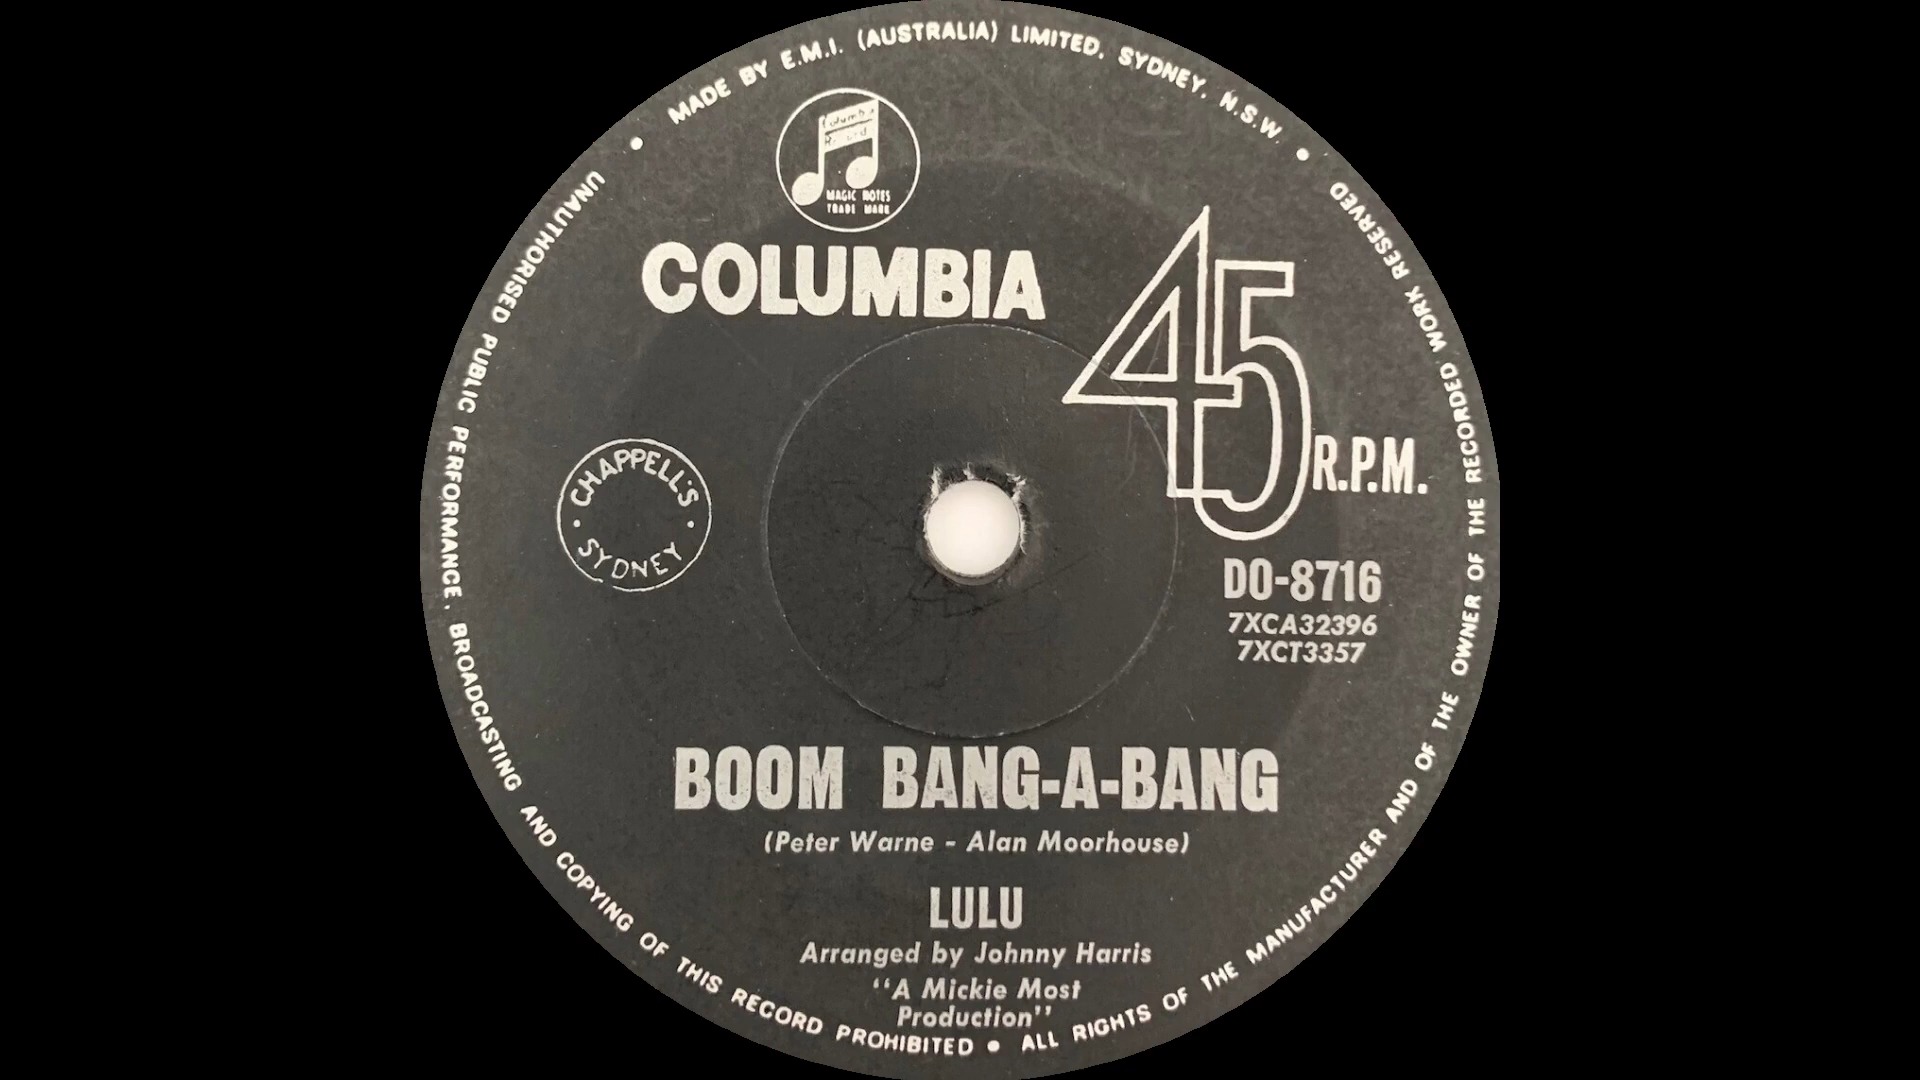 MADE BY E.M.I. (AUSTRALIA) LIMITED, SYDNEY, N.S.W.
Columbia
Record
MAGIC NOTES
TRADE MARK
COLUMBIA
45 R.P.M.
CHAPPELL'S
SYDNEY
DO-8716
7XCA32396
7XCT3357
BOOM BANG-A-BANG
(Peter Warne - Alan Moorhouse)
LULU
Arranged by Johnny Harris
“A Mickie Most
Production”
ALL RIGHTS OF THE MANUFACTURER AND OF THE OWNER OF THE RECORDED WORK RESERVED
UNAUTHORISED PUBLIC PERFORMANCE, BROADCASTING AND COPYING OF THIS RECORD PROHIBITED